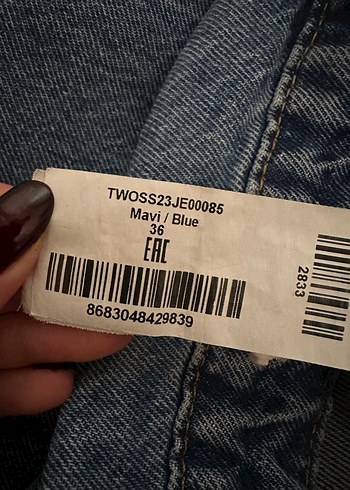 TWOSS23JE00085
Mavi / Blue
36
EAC
8683048429839
2833